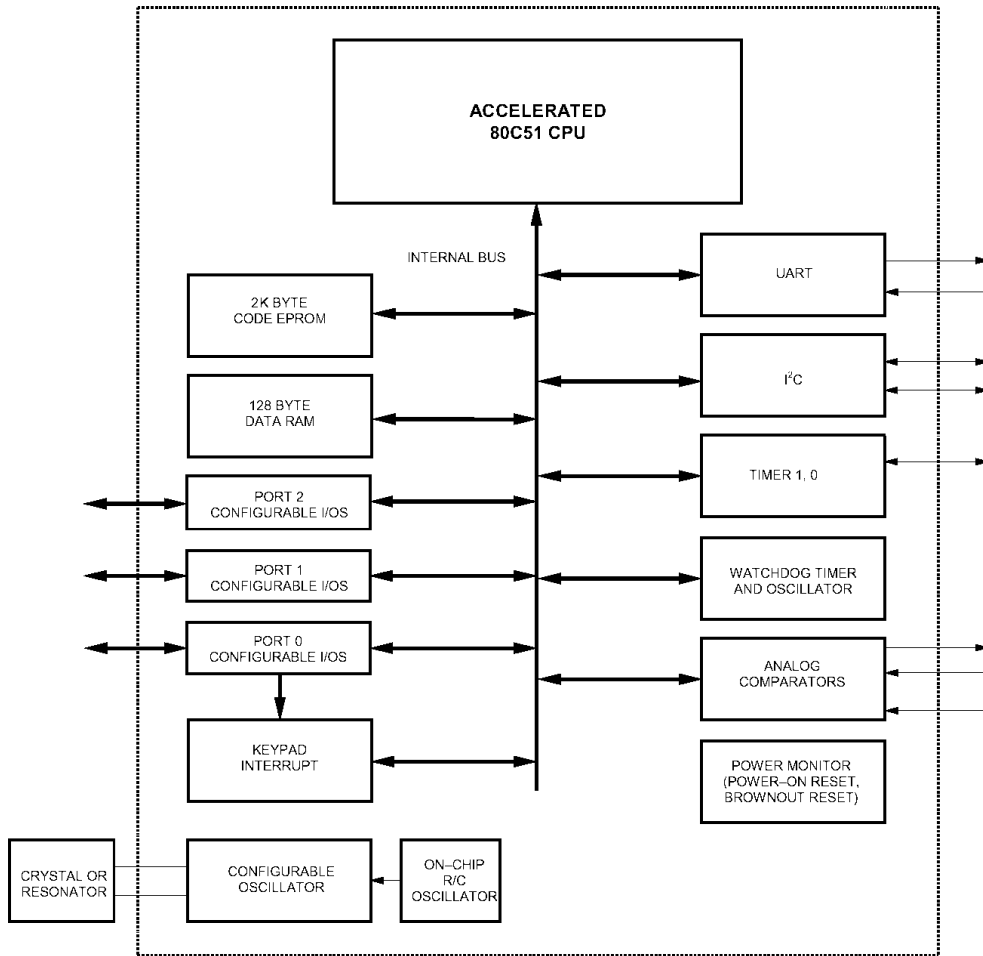 ACCELERATED
80C51 CPU
INTERNAL BUS
2K BYTE
CODE EPROM
128 BYTE
DATA RAM
PORT 2
CONFIGURABLE I/OS
PORT 1
CONFIGURABLE I/OS
PORT 0
CONFIGURABLE I/OS
KEYPAD
INTERRUPT
CRYSTAL OR
RESONATOR
CONFIGURABLE
OSCILLATOR
ON–CHIP
R/C
OSCILLATOR
UART
I²C
TIMER 1, 0
WATCHDOG TIMER
AND OSCILLATOR
ANALOG
COMPARATORS
POWER MONITOR
(POWER–ON RESET,
BROWNOUT RESET)